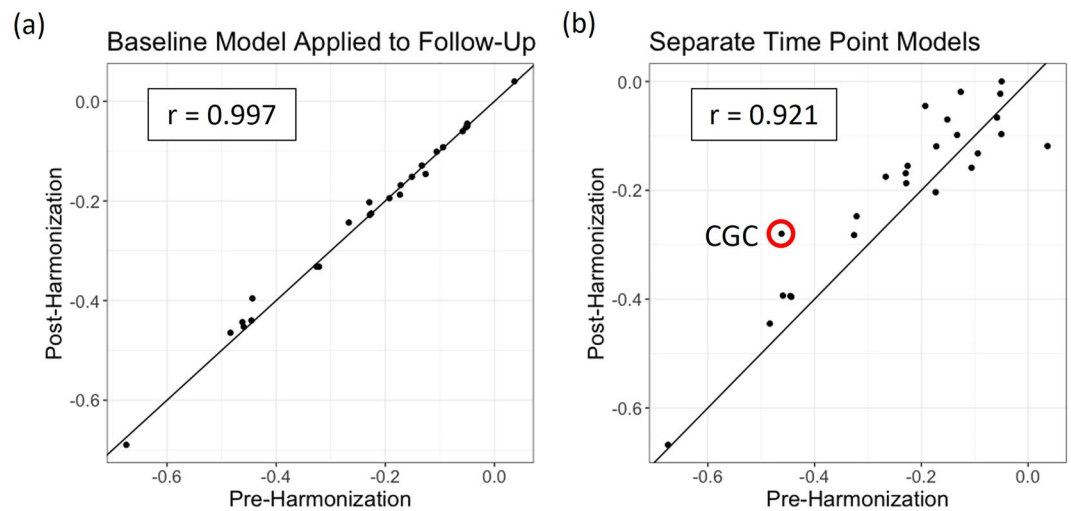 (a)
Baseline Model Applied to Follow-Up
r = 0.997
0.0
-0.2
-0.4
-0.6
Post-Harmonization
-0.6
-0.4
-0.2
0.0
Pre-Harmonization
(b)
Separate Time Point Models
r = 0.921
0.0
-0.2
-0.4
-0.6
Post-Harmonization
CGC
-0.6
-0.4
-0.2
0.0
Pre-Harmonization